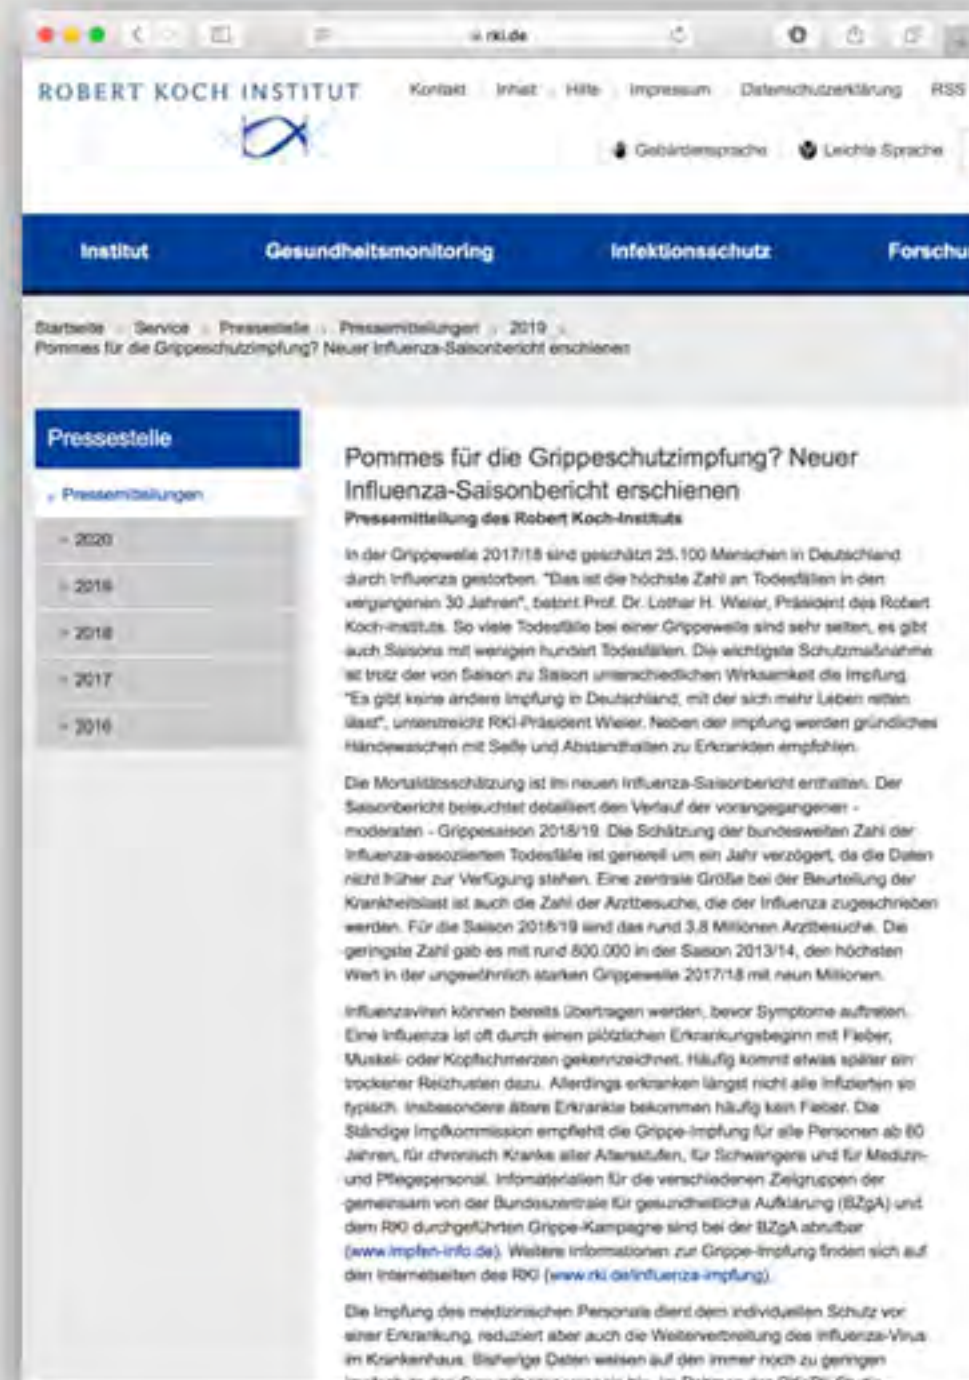 rki.de
ROBERT KOCH INSTITUT
Kontakt Inhalt Hilfe Impressum Datenschutzerklärung RSS
Gebärdensprache Leichte Sprache
Institut Gesundheitsmonitoring Infektionsschutz Forschu
Startseite Service Pressestelle Pressemitteilungen 2019
Pommes für die Grippeschutzimpfung? Neuer Influenza-Saisonbericht erschienen
Pressestelle
Pressemitteilungen
2020
2019
2018
2017
2016
Pommes für die Grippeschutzimpfung? Neuer
Influenza-Saisonbericht erschienen
Pressemitteilung des Robert Koch-Instituts
In der Grippewelle 2017/18 sind geschätzt 25.100 Menschen in Deutschland
durch Influenza gestorben. "Das ist die höchste Zahl an Todesfällen in den
vergangenen 30 Jahren", betont Prof. Dr. Lothar H. Wieler, Präsident des Robert
Koch-Instituts. So viele Todesfälle bei einer Grippewelle sind sehr selten, es gibt
auch Saisons mit wenigen hundert Todesfällen. Die wichtigste Schutzmaßnahme
ist trotz der von Saison zu Saison unterschiedlichen Wirksamkeit die Impfung.
"Es gibt keine andere Impfung in Deutschland, mit der sich mehr Leben retten
lässt", unterstreicht RKI-Präsident Wieler. Neben der Impfung werden gründliches
Händewaschen mit Seife und Abstandhalten zu Erkrankten empfohlen.
Die Mortalitätsschätzung ist im neuen Influenza-Saisonbericht enthalten. Der
Saisonbericht beleuchtet detailliert den Verlauf der vorangegangenen -
moderaten - Grippesaison 2018/19. Die Schätzung der bundesweiten Zahl der
Influenza-assoziierten Todesfälle ist generell um ein Jahr verzögert, da die Daten
nicht früher zur Verfügung stehen. Eine zentrale Größe bei der Beurteilung der
Krankheitslast ist auch die Zahl der Arztbesuche, die der Influenza zugeschrieben
werden. Für die Saison 2018/19 sind das rund 3,8 Millionen Arztbesuche. Die
geringste Zahl gab es mit rund 800.000 in der Saison 2013/14, den höchsten
Wert in der ungewöhnlich starken Grippewelle 2017/18 mit neun Millionen.
Influenzaviren können bereits übertragen werden, bevor Symptome auftreten.
Eine Influenza ist oft durch einen plötzlichen Erkrankungsbeginn mit Fieber,
Muskel- oder Kopfschmerzen gekennzeichnet. Häufig kommt etwas später ein
trockener Reizhusten dazu. Allerdings erkranken längst nicht alle Infizierten so
typisch. Insbesondere ältere Erkrankte bekommen häufig kein Fieber. Die
Ständige Impfkommission empfiehlt die Grippe-Impfung für alle Personen ab 60
Jahren, für chronisch Kranke aller Altersstufen, für Schwangere und für Medizin-
und Pflegepersonal. Infomaterialien für die verschiedenen Zielgruppen der
gemeinsam von der Bundeszentrale für gesundheitliche Aufklärung (BZgA) und
dem RKI durchgeführten Grippe-Kampagne sind bei der BZgA abrufbar
(www.impfen-info.de). Weitere Informationen zur Grippe-Impfung finden sich auf
den Internetseiten des RKI (www.rki.de/influenza-impfung).
Die Impfung des medizinischen Personals dient dem individuellen Schutz vor
einer Erkrankung, reduziert aber auch die Weiterverbreitung des Influenza-Virus
im Krankenhaus. Bisherige Daten weisen auf den immer noch zu geringen